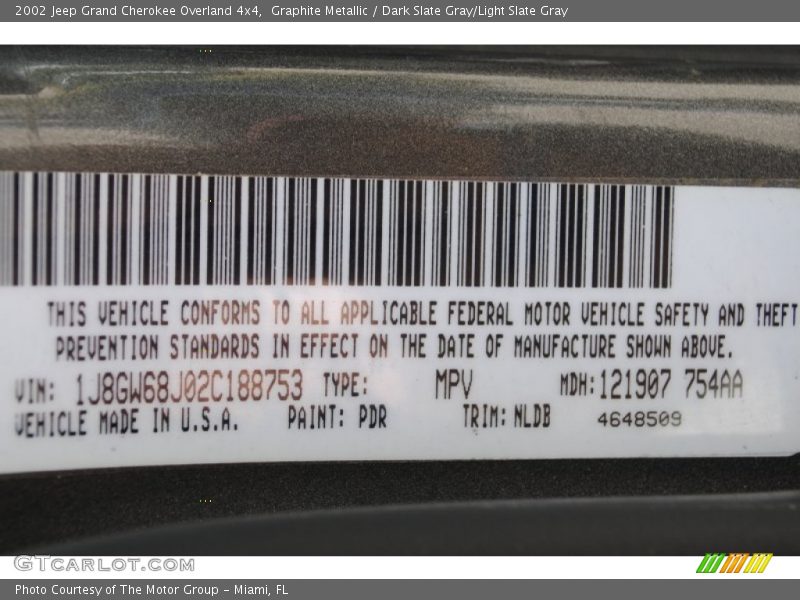 2002 Jeep Grand Cherokee Overland 4x4,  Graphite Metallic / Dark Slate Gray/Light Slate Gray
THIS VEHICLE CONFORMS TO ALL APPLICABLE FEDERAL MOTOR VEHICLE SAFETY AND THEFT
PREVENTION STANDARDS IN EFFECT ON THE DATE OF MANUFACTURE SHOWN ABOVE.
VIN: 1J8GW68J02C188753 TYPE: MPV MDH: 121907 754AA
VEHICLE MADE IN U.S.A. PAINT: PDR TRIM: NLDB 4648509
GTCARLOT.COM
Photo Courtesy of The Motor Group - Miami, FL